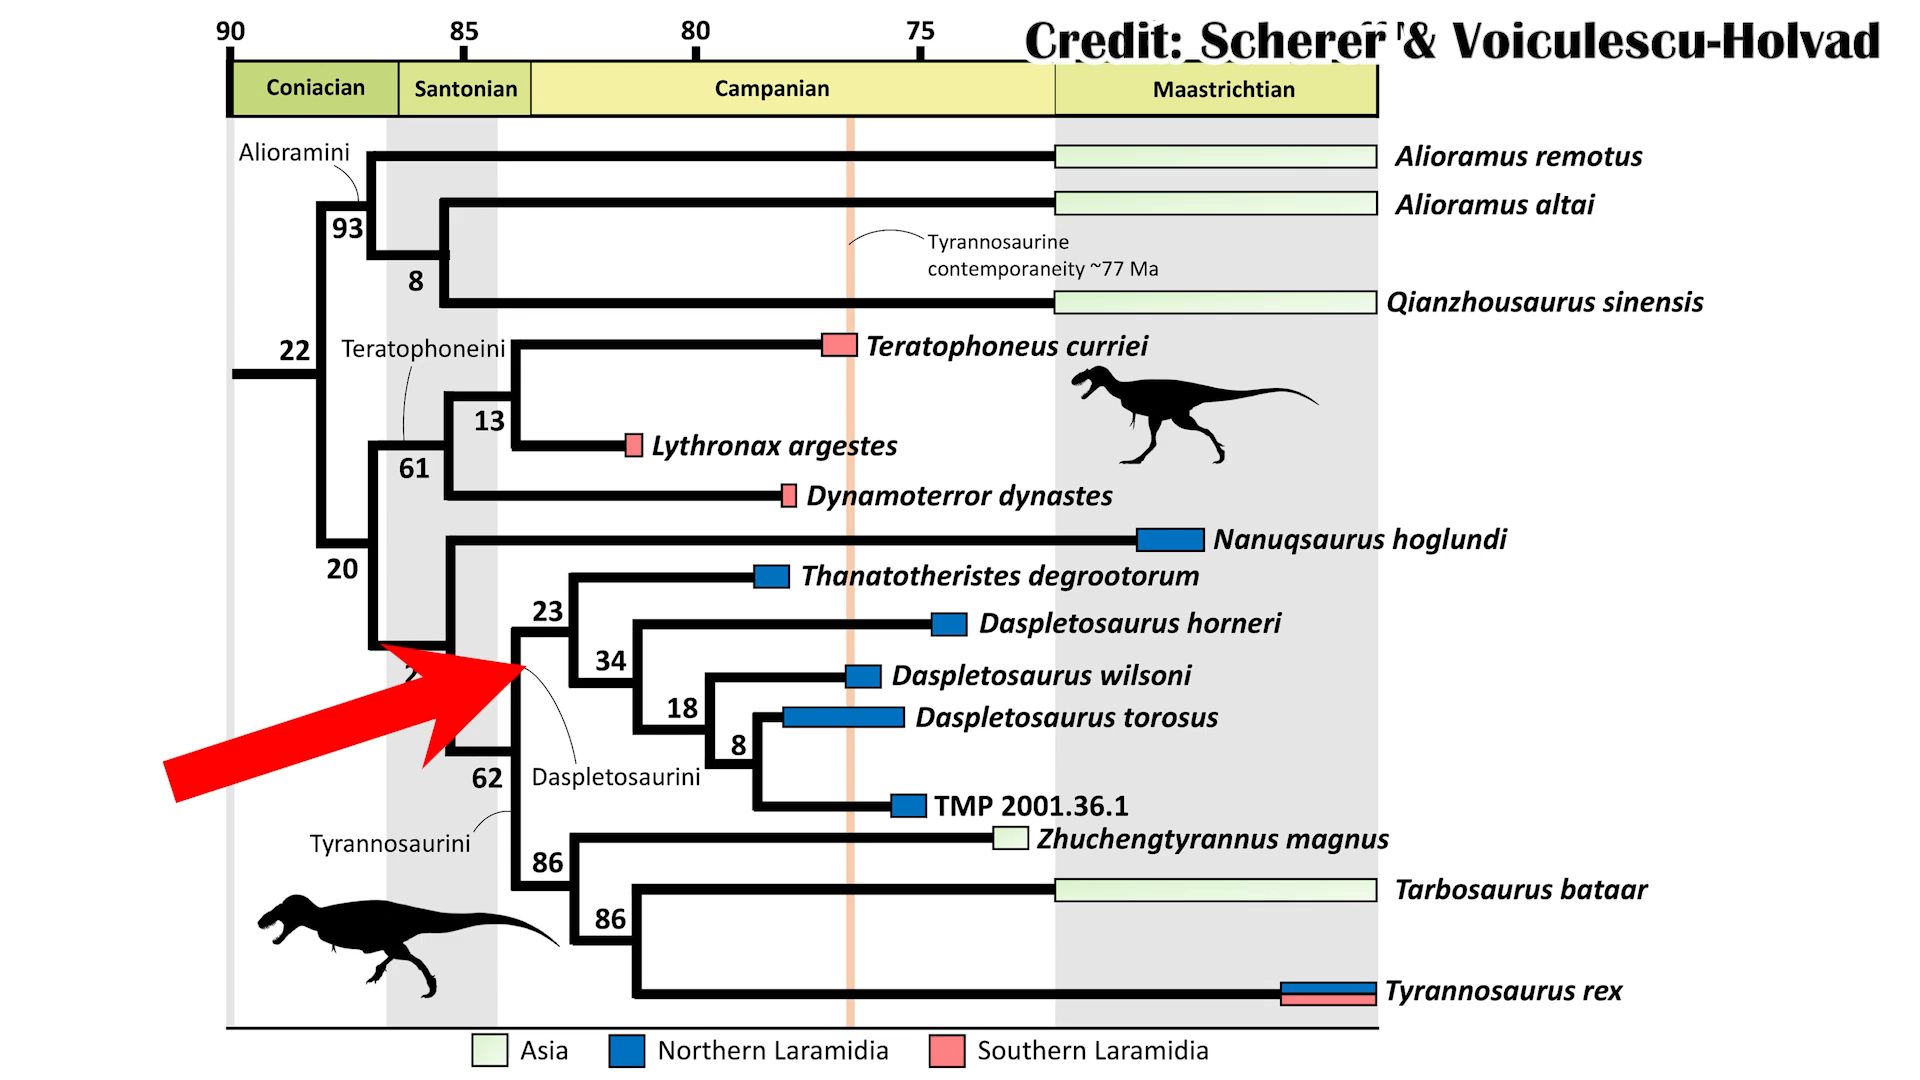 90 85 80 75
Credit: Scherer & Voiculescu-Holvad
Coniacian Santonian Campanian Maastrichtian
Alioramini
Alioramus remotus
Alioramus altai
93
Tyrannosaurine
contemporaneity ~77 Ma
8
Qianzhousaurus sinensis
22
Teratophoneini
Teratophoneus curriei
13
Lythronax argestes
61
Dynamoterror dynastes
Nanuqsaurus hoglundi
20
Thanatotheristes degrootorum
23
Daspletosaurus horneri
34
Daspletosaurus wilsoni
18
Daspletosaurus torosus
8
62
Daspletosaurini
TMP 2001.36.1
Tyrannosaurini
Zhuchengtyrannus magnus
86
Tarbosaurus bataar
86
Tyrannosaurus rex
Asia Northern Laramidia Southern Laramidia